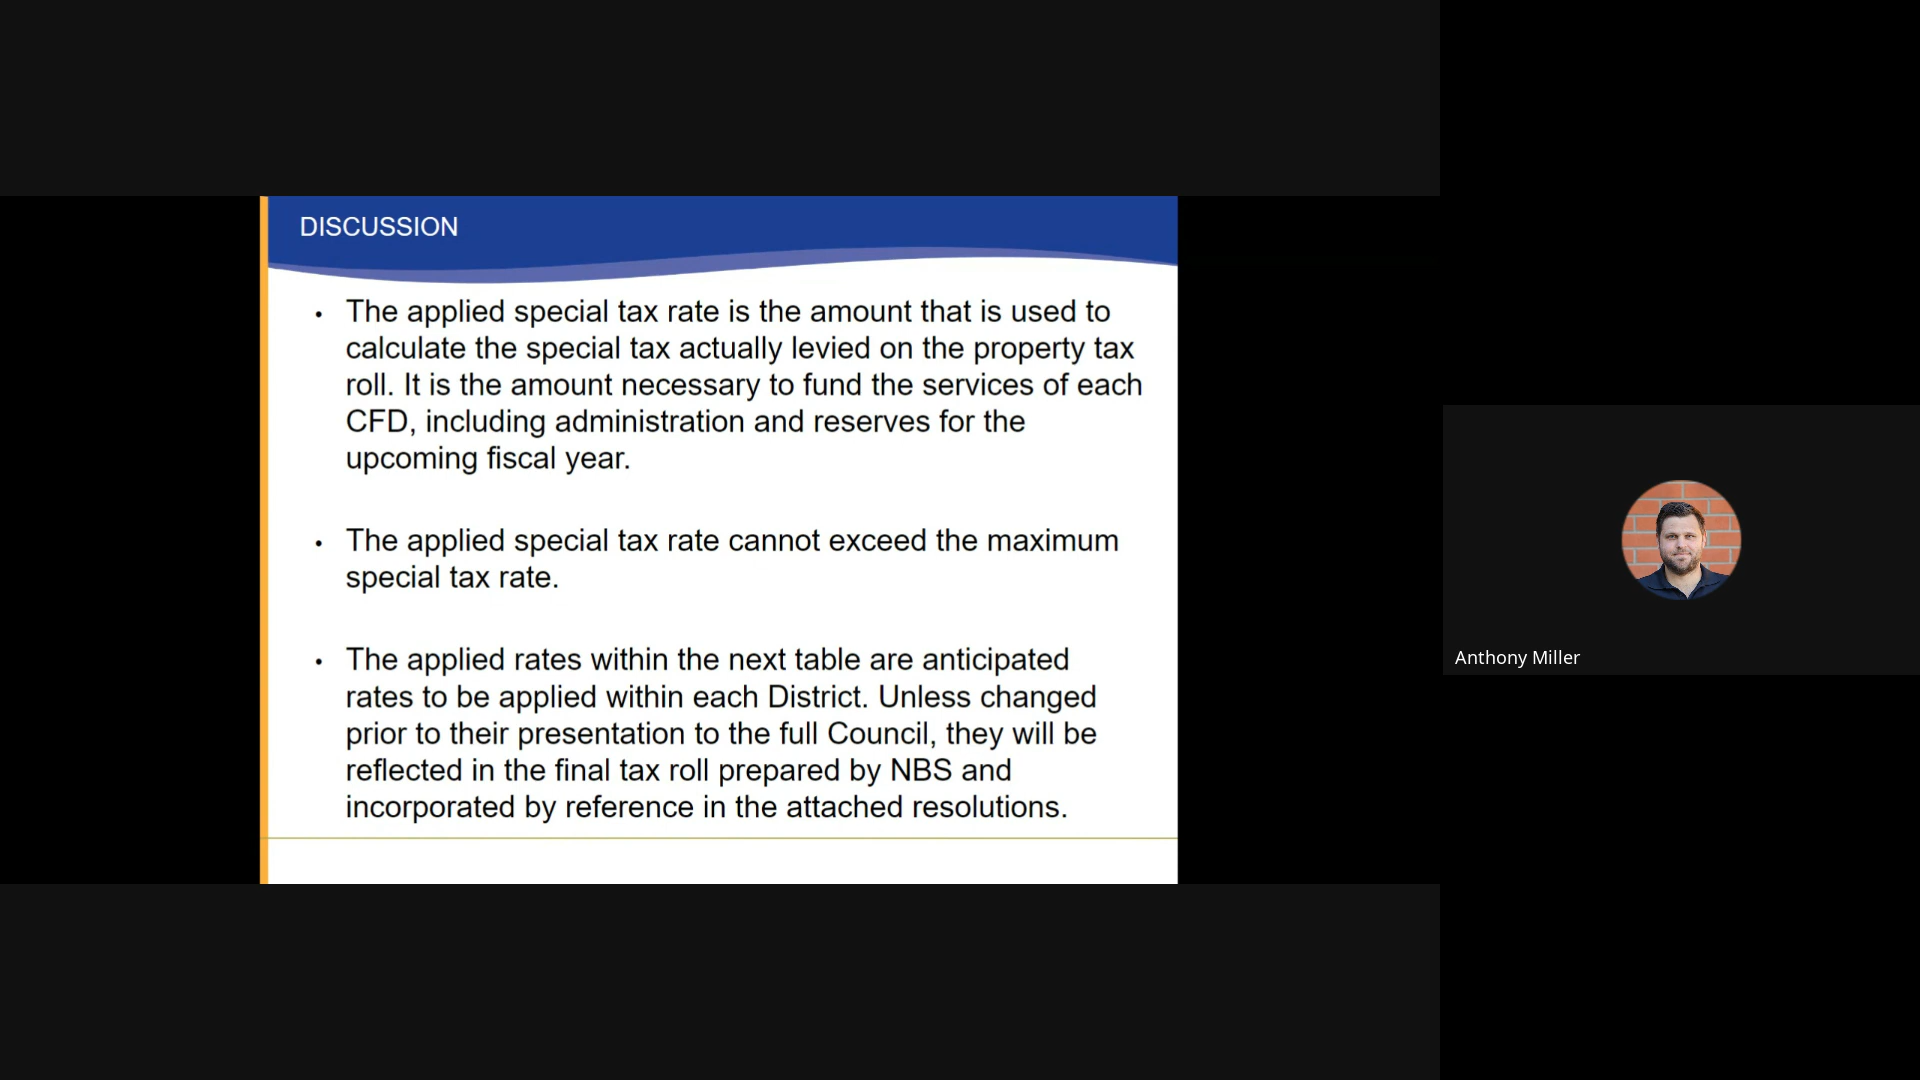 DISCUSSION
• The applied special tax rate is the amount that is used to
calculate the special tax actually levied on the property tax
roll. It is the amount necessary to fund the services of each
CFD, including administration and reserves for the
upcoming fiscal year.
• The applied special tax rate cannot exceed the maximum
special tax rate.
• The applied rates within the next table are anticipated
rates to be applied within each District. Unless changed
prior to their presentation to the full Council, they will be
reflected in the final tax roll prepared by NBS and
incorporated by reference in the attached resolutions.
Anthony Miller